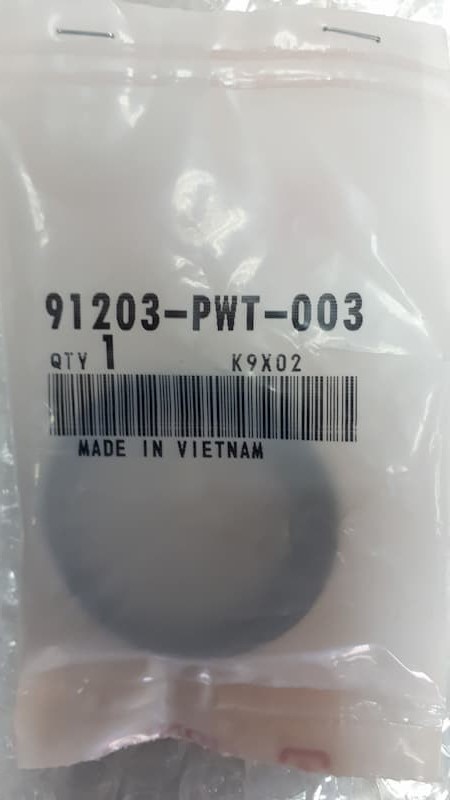 91203-PWT-003
QTY 1 K9X02
MADE IN VIETNAM